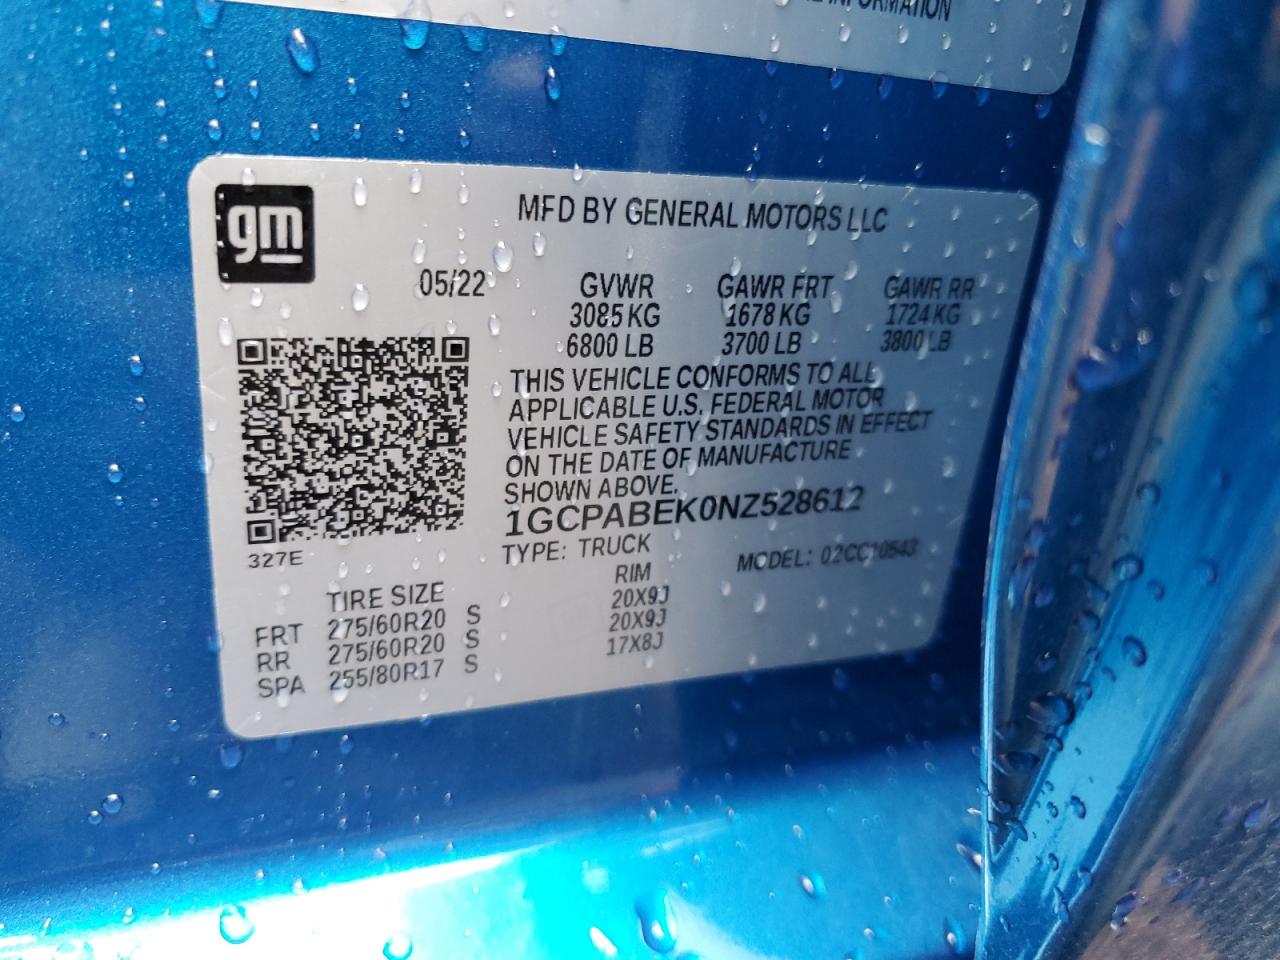 INFORMATION
gm
MFD BY GENERAL MOTORS LLC
05/22 GVWR GAWR FRT GAWR RR
3085 KG 1678 KG 1724 KG
6800 LB 3700 LB 3800 LB
THIS VEHICLE CONFORMS TO ALL
APPLICABLE U.S. FEDERAL MOTOR
VEHICLE SAFETY STANDARDS IN EFFECT
ON THE DATE OF MANUFACTURE
SHOWN ABOVE.
1GCPABEK0NZ528612
327E
TYPE: TRUCK MODEL: 02CC10543
TIRE SIZE RIM
FRT 275/60R20 S 20X9J
RR 275/60R20 S 20X9J
SPA 255/80R17 S 17X8J